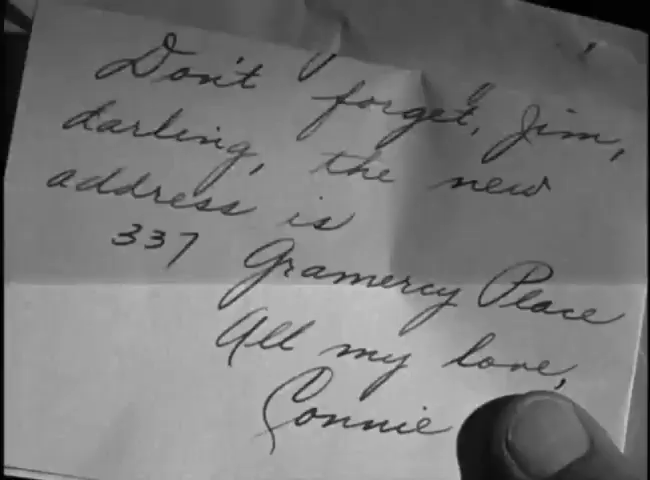 Don't forget, Jim,
darling, the new
address is
337 Gramercy Place
All my love,
Connie